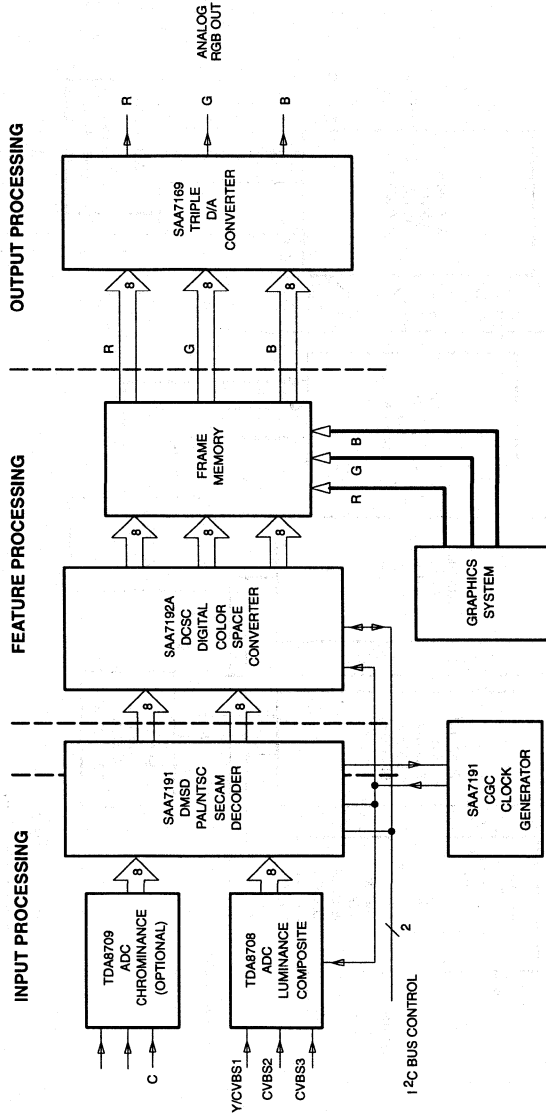 INPUT PROCESSING
FEATURE PROCESSING
OUTPUT PROCESSING
C
TDA8709
ADC
CHROMINANCE
(OPTIONAL)
8
Y/CVBS1
CVBS2
CVBS3
TDA8708
ADC
LUMINANCE
COMPOSITE
8
SAA7191
DMSD
PAL/NTSC
SECAM
DECODER
8
8
SAA7192A
DCSC
DIGITAL
COLOR
SPACE
CONVERTER
8
8
8
FRAME
MEMORY
R
G
B
8
8
8
SAA7169
TRIPLE
D/A
CONVERTER
R
G
B
ANALOG
RGB OUT
I²C BUS CONTROL
2
SAA7191
CGC
CLOCK
GENERATOR
GRAPHICS
SYSTEM
R
G
B